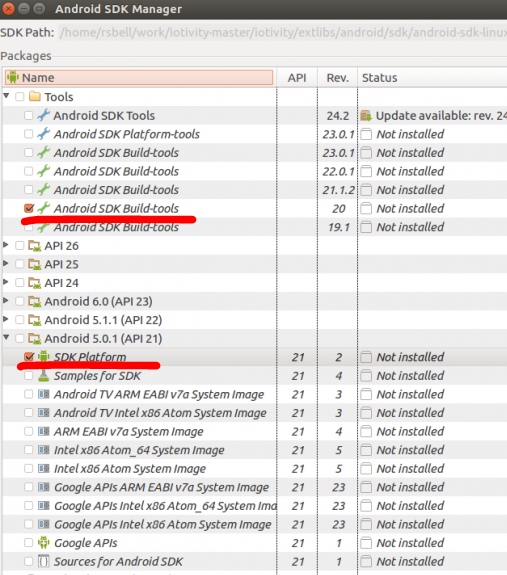 Android SDK Manager
SDK Path: /home/rsbell/work/iotivity-master/iotivity/extlibs/android/sdk/android-sdk-linux
Packages
Name API Rev. Status
Tools
Android SDK Tools 24.2 Update available: rev. 24
Android SDK Platform-tools 23.0.1 Not installed
Android SDK Build-tools 23.0.1 Not installed
Android SDK Build-tools 22.0.1 Not installed
Android SDK Build-tools 21.1.2 Not installed
Android SDK Build-tools 20 Not installed
Android SDK Build-tools 19.1 Not installed
API 26
API 25
API 24
Android 6.0 (API 23)
Android 5.1.1 (API 22)
Android 5.0.1 (API 21)
SDK Platform 21 2 Not installed
Samples for SDK 21 4 Not installed
Android TV ARM EABI v7a System Image 21 3 Not installed
Android TV Intel x86 Atom System Image 21 3 Not installed
ARM EABI v7a System Image 21 4 Not installed
Intel x86 Atom_64 System Image 21 5 Not installed
Intel x86 Atom System Image 21 5 Not installed
Google APIs ARM EABI v7a System Image 21 23 Not installed
Google APIs Intel x86 Atom_64 System Ima 21 23 Not installed
Google APIs Intel x86 Atom System Image 21 23 Not installed
Google APIs 21 1 Not installed
Sources for Android SDK 21 1 Not installed